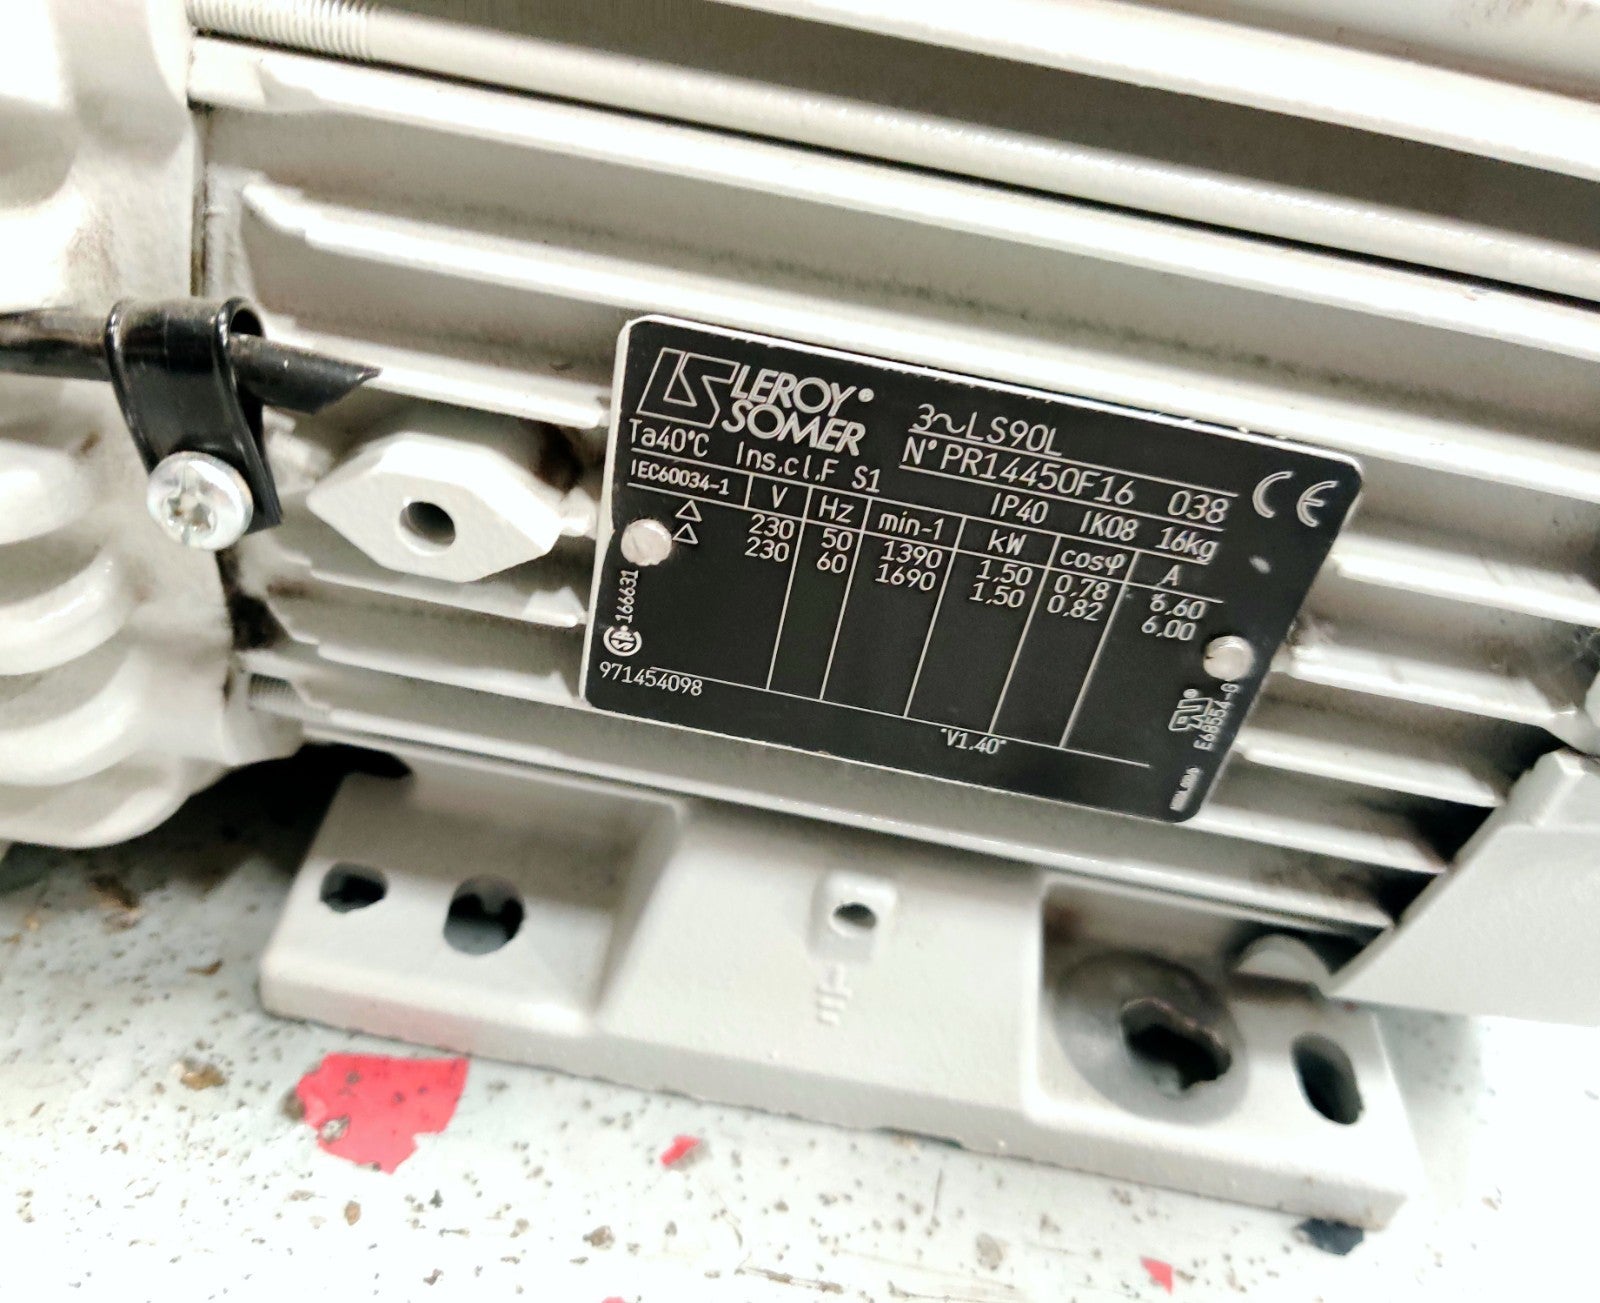 LS LEROY®
SOMER
3~LS90L
N° PR14450F16 038
Ta40°C Ins.cl.F S1 IP40 IK08 16kg
CE
IEC60034-1 V Hz min-1 kW cosφ A
△ 230 50 1390 1,50 0,78 6,60
△ 230 60 1690 1,50 0,82 6,00
166631
971454098
"V1.40"